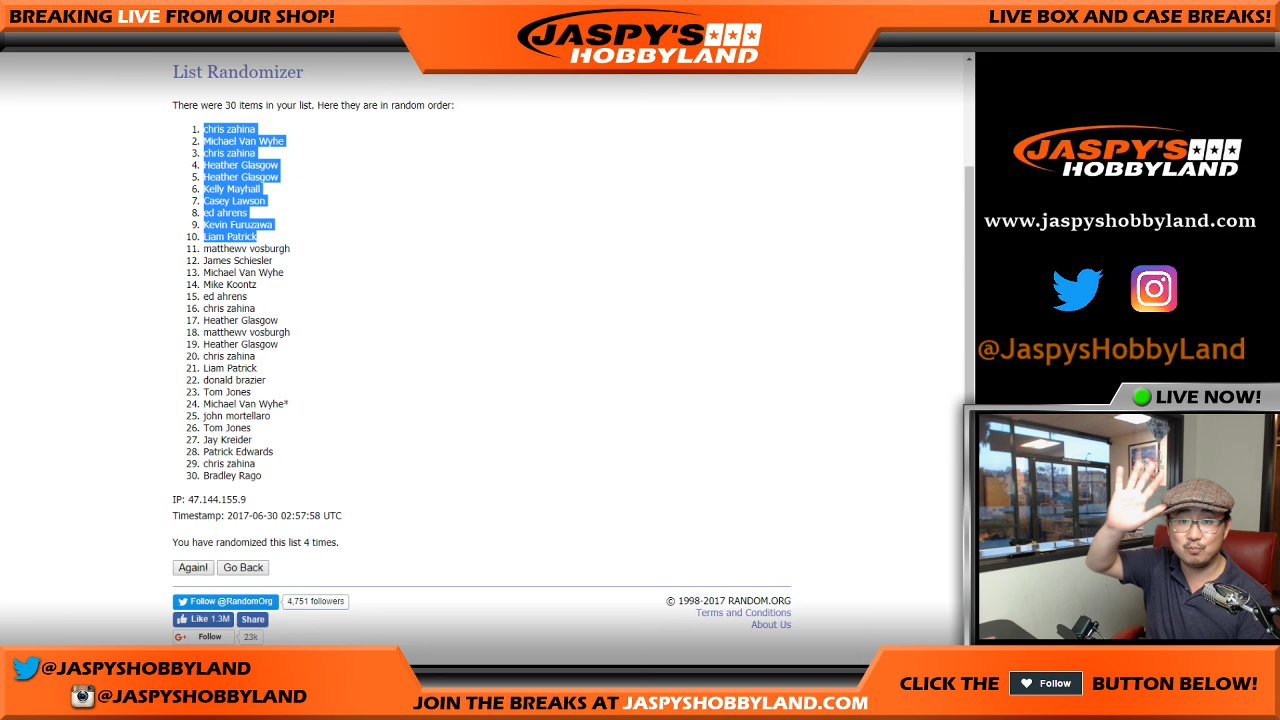 BREAKING LIVE FROM OUR SHOP!
JASPY'S
HOBBYLAND
LIVE BOX AND CASE BREAKS!
List Randomizer
There were 30 items in your list. Here they are in random order:
1. chris zahina
2. Michael Van Wyhe
3. chris zahina
4. Heather Glasgow
5. Heather Glasgow
6. Kelly Mayhall
7. Casey Lawson
8. ed ahrens
9. Kevin Furuzawa
10. Liam Patrick
11. matthewv vosburgh
12. James Schiesler
13. Michael Van Wyhe
14. Mike Koontz
15. ed ahrens
16. chris zahina
17. Heather Glasgow
18. matthewv vosburgh
19. Heather Glasgow
20. chris zahina
21. Liam Patrick
22. donald brazier
23. Tom Jones
24. Michael Van Wyhe*
25. john mortellaro
26. Tom Jones
27. Jay Kreider
28. Patrick Edwards
29. chris zahina
30. Bradley Rago
IP: 47.144.155.9
Timestamp: 2017-06-30 02:57:58 UTC
You have randomized this list 4 times.
Again! Go Back
Follow @RandomOrg 4,751 followers
Like 1.3M Share
G+ Follow 23k
© 1998-2017 RANDOM.ORG
Terms and Conditions
About Us
JASPY'S
HOBBYLAND
www.jaspyshobbyland.com
@JaspysHobbyLand
LIVE NOW!
@JASPYSHOBBYLAND
@JASPYSHOBBYLAND
JOIN THE BREAKS AT JASPYSHOBBYLAND.COM
CLICK THE Follow BUTTON BELOW!